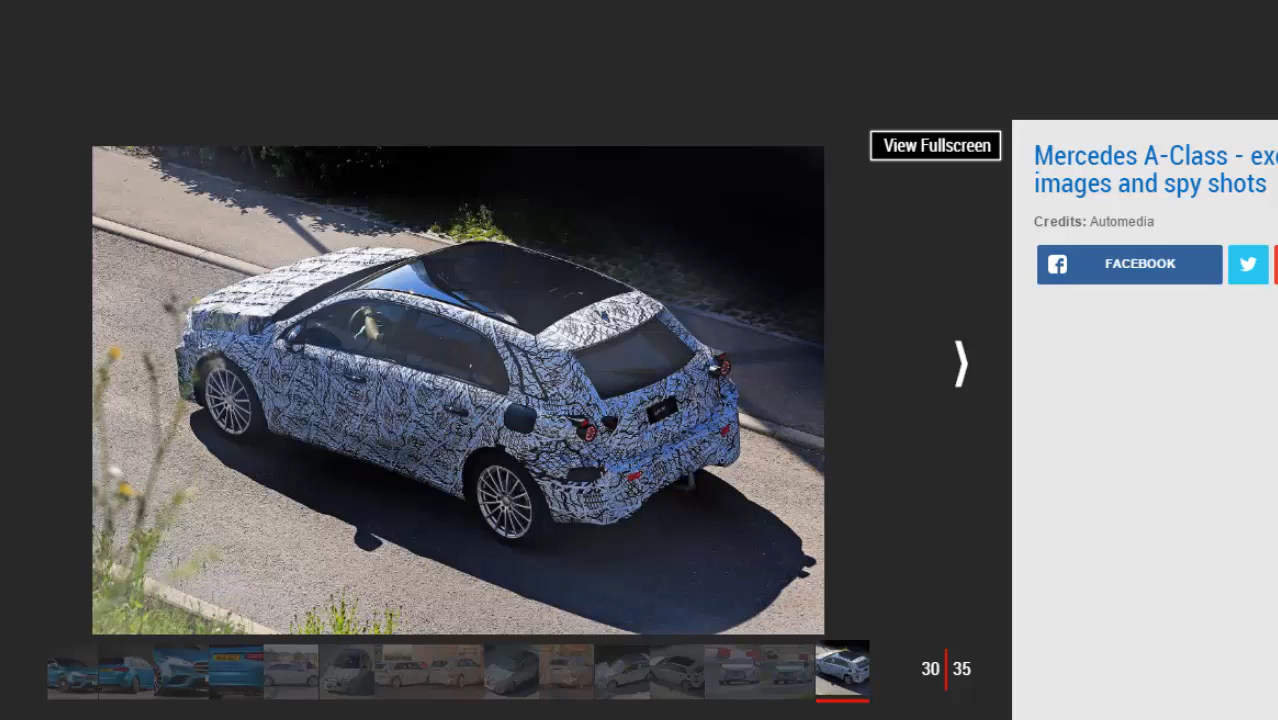 View Fullscreen
Mercedes A-Class - exc
images and spy shots
Credits: Automedia
FACEBOOK
30 35